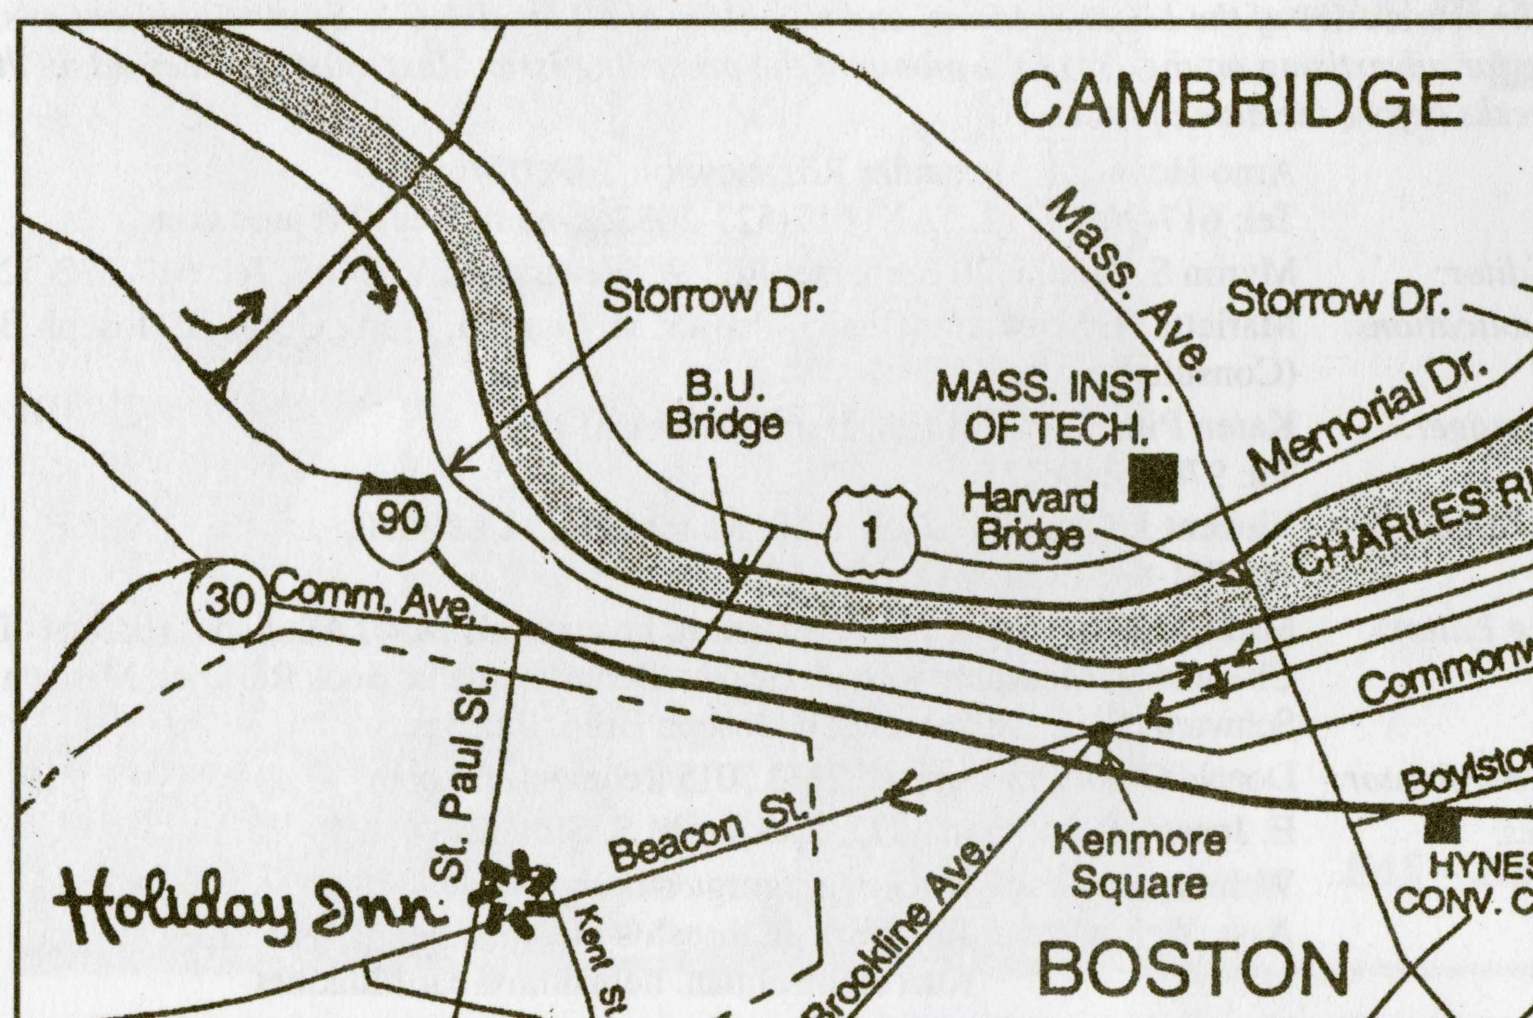 CAMBRIDGE
Mass. Ave.
Storrow Dr.
Storrow Dr.
B.U.
Bridge
MASS. INST.
OF TECH.
Memorial Dr.
Harvard
Bridge
90
1
CHARLES RI
30
Comm. Ave.
St. Paul St.
Commonw
Boylston
Beacon St.
Kenmore
Square
HYNES
CONV. C
Holiday Inn
Kent St
Brookline Ave.
BOSTON